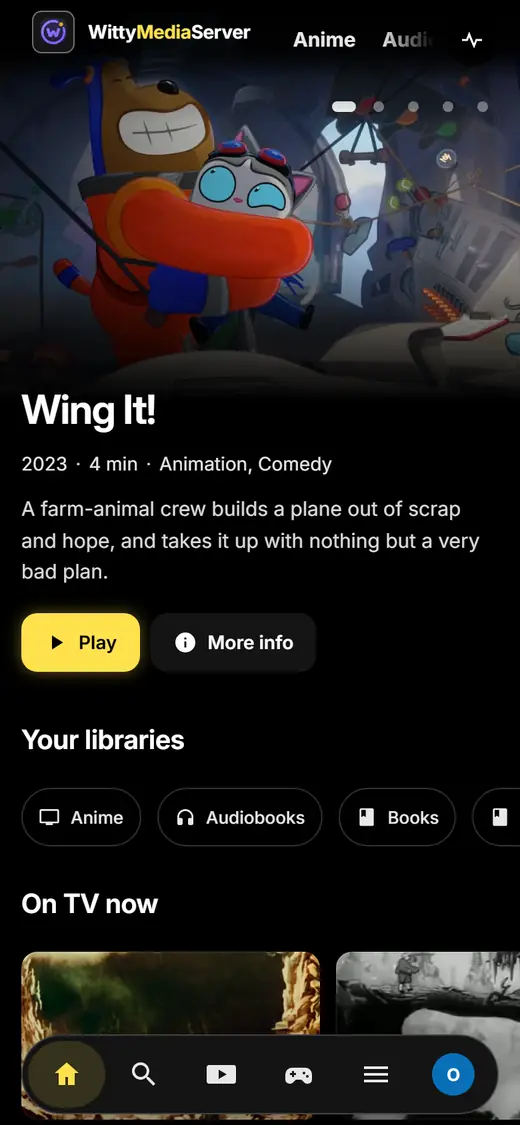 WittyMediaServer
Anime
Wing It!
2023 · 4 min · Animation, Comedy
A farm-animal crew builds a plane out of scrap
and hope, and takes it up with nothing but a very
bad plan.
Play
More info
Your libraries
Anime
Audiobooks
Books
On TV now
O